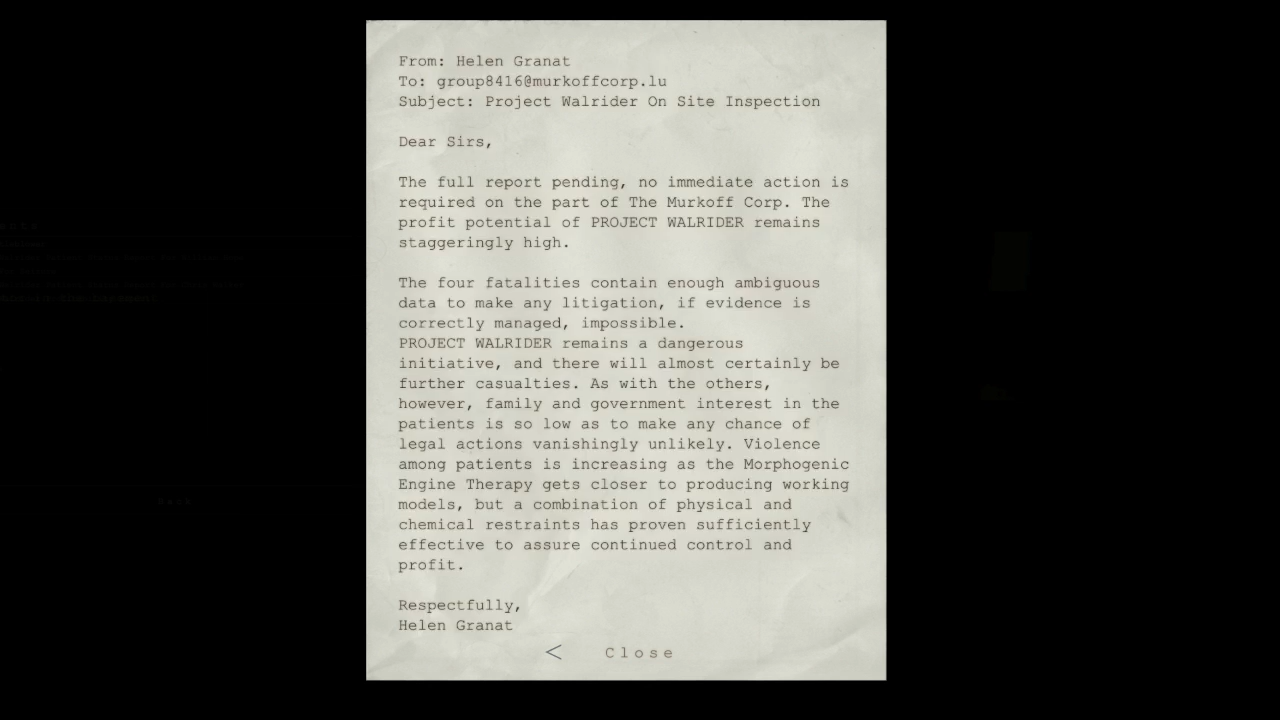 From: Helen Granat
To: group8416@murkoffcorp.lu
Subject: Project Walrider On Site Inspection
Dear Sirs,
The full report pending, no immediate action is
required on the part of The Murkoff Corp. The
profit potential of PROJECT WALRIDER remains
staggeringly high.
The four fatalities contain enough ambiguous
data to make any litigation, if evidence is
correctly managed, impossible.
PROJECT WALRIDER remains a dangerous
initiative, and there will almost certainly be
further casualties. As with the others,
however, family and government interest in the
patients is so low as to make any chance of
legal actions vanishingly unlikely. Violence
among patients is increasing as the Morphogenic
Engine Therapy gets closer to producing working
models, but a combination of physical and
chemical restraints has proven sufficiently
effective to assure continued control and
profit.
Respectfully,
Helen Granat
< Close